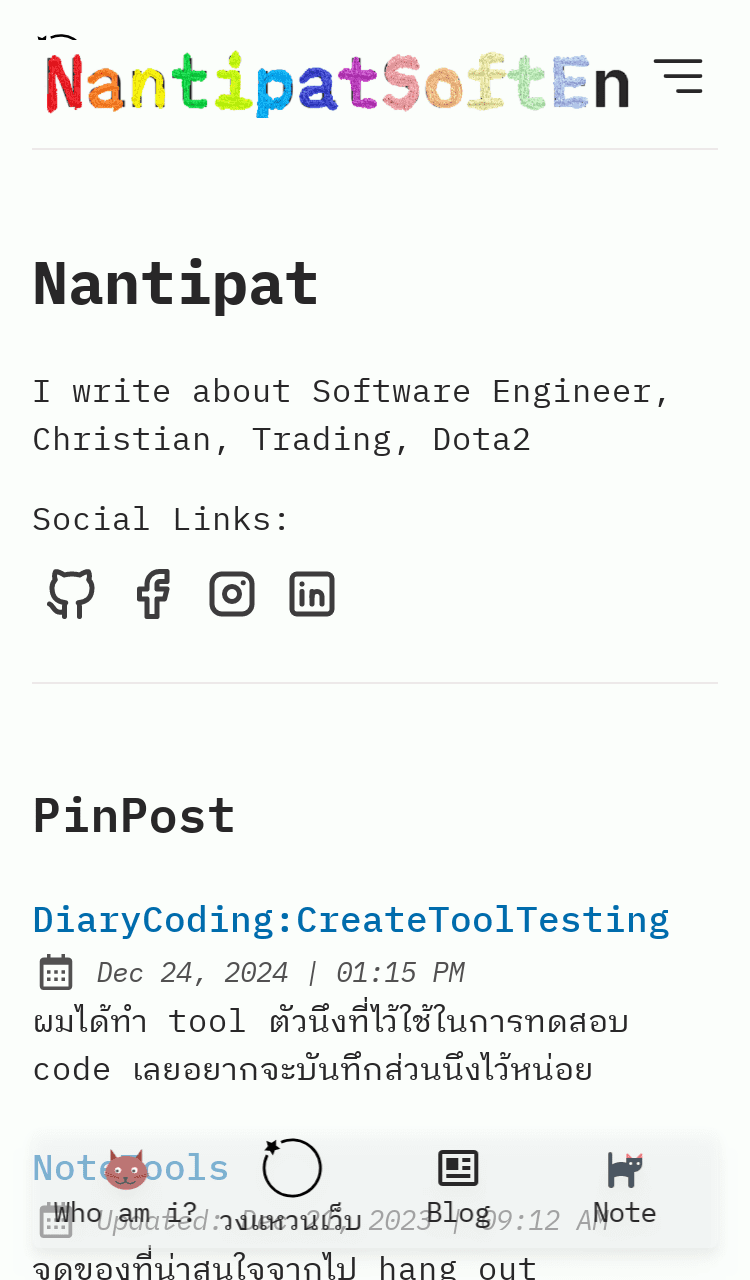 NantipatSoftEn
Nantipat
I write about Software Engineer,
Christian, Trading, Dota2
Social Links:
PinPost
DiaryCoding:CreateToolTesting
Dec 24, 2024 | 01:15 PM
ผมได้ทำ tool ตัวนึงที่ไว้ใช้ในการทดสอบ
code เลยอยากจะบันทึกส่วนนึงไว้หน่อย
NoteTools
Updated: Dec 26, 2023 | 09:12 AM
Who am i? วงแหวนเว็บ Blog Note
จดของที่น่าสนใจจากไป hang out